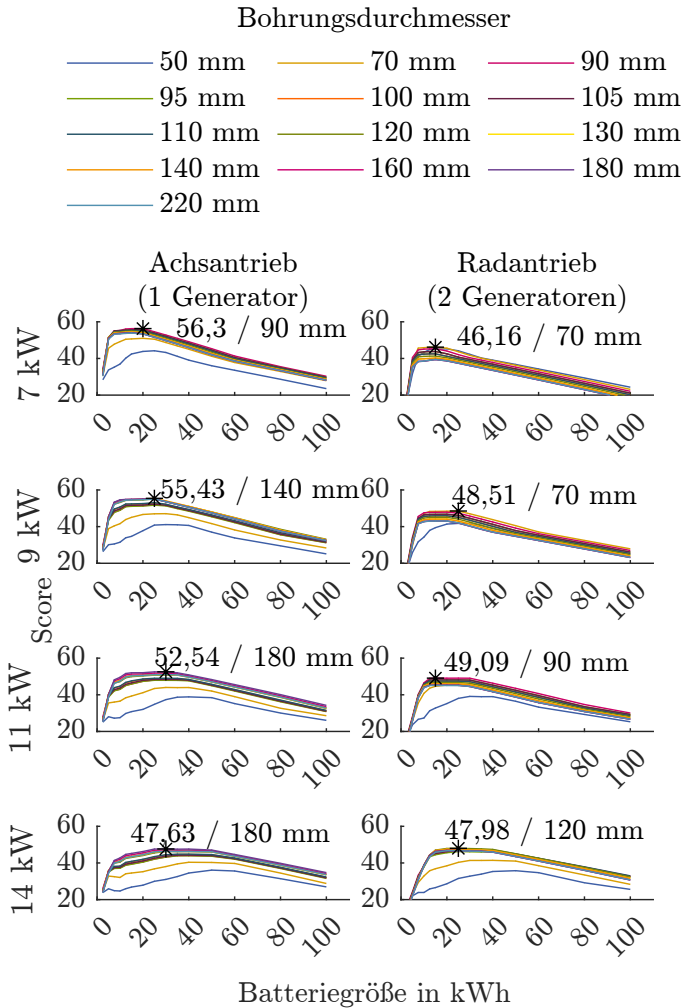 Bohrungsdurchmesser
50 mm 70 mm 90 mm
95 mm 100 mm 105 mm
110 mm 120 mm 130 mm
140 mm 160 mm 180 mm
220 mm
Achsantrieb Radantrieb
(1 Generator) (2 Generatoren)
7 kW
60 40 20
56,3 / 90 mm
0 20 40 60 80 100
60 40 20
46,16 / 70 mm
0 20 40 60 80 100
9 kW
60 40 20
55,43 / 140 mm
0 20 40 60 80 100
60 40 20
48,51 / 70 mm
0 20 40 60 80 100
Score
11 kW
60 40 20
52,54 / 180 mm
0 20 40 60 80 100
60 40 20
49,09 / 90 mm
0 20 40 60 80 100
14 kW
60 40 20
47,63 / 180 mm
0 20 40 60 80 100
60 40 20
47,98 / 120 mm
0 20 40 60 80 100
Batteriegröße in kWh